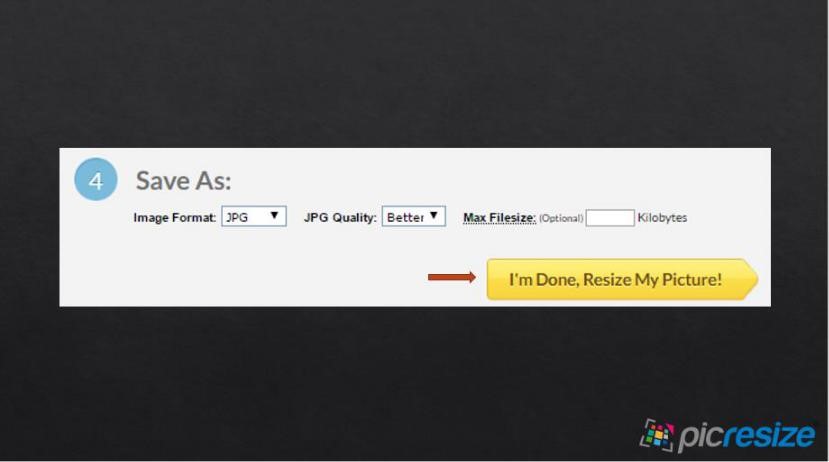 4 Save As:
Image Format: JPG JPG Quality: Better Max Filesize: (Optional) Kilobytes
I'm Done, Resize My Picture!
picresize